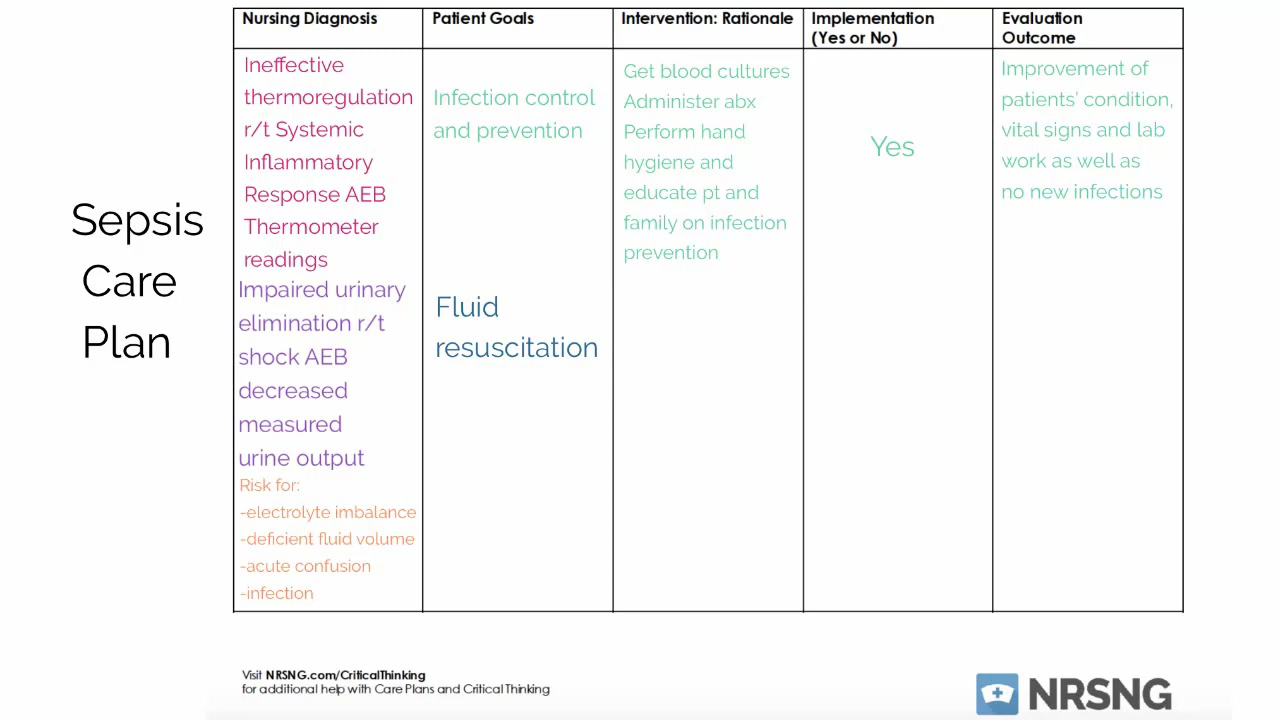 Sepsis
Care
Plan
Nursing Diagnosis
Patient Goals
Intervention: Rationale
Implementation
(Yes or No)
Evaluation
Outcome
Ineffective
thermoregulation
r/t Systemic
Inflammatory
Response AEB
Thermometer
readings
Impaired urinary
elimination r/t
shock AEB
decreased
measured
urine output
Risk for:
-electrolyte imbalance
-deficient fluid volume
-acute confusion
-infection
Infection control
and prevention
Fluid
resuscitation
Get blood cultures
Administer abx
Perform hand
hygiene and
educate pt and
family on infection
prevention
Yes
Improvement of
patients' condition,
vital signs and lab
work as well as
no new infections
Visit NRSNG.com/CriticalThinking
for additional help with Care Plans and Critical Thinking
NRSNG